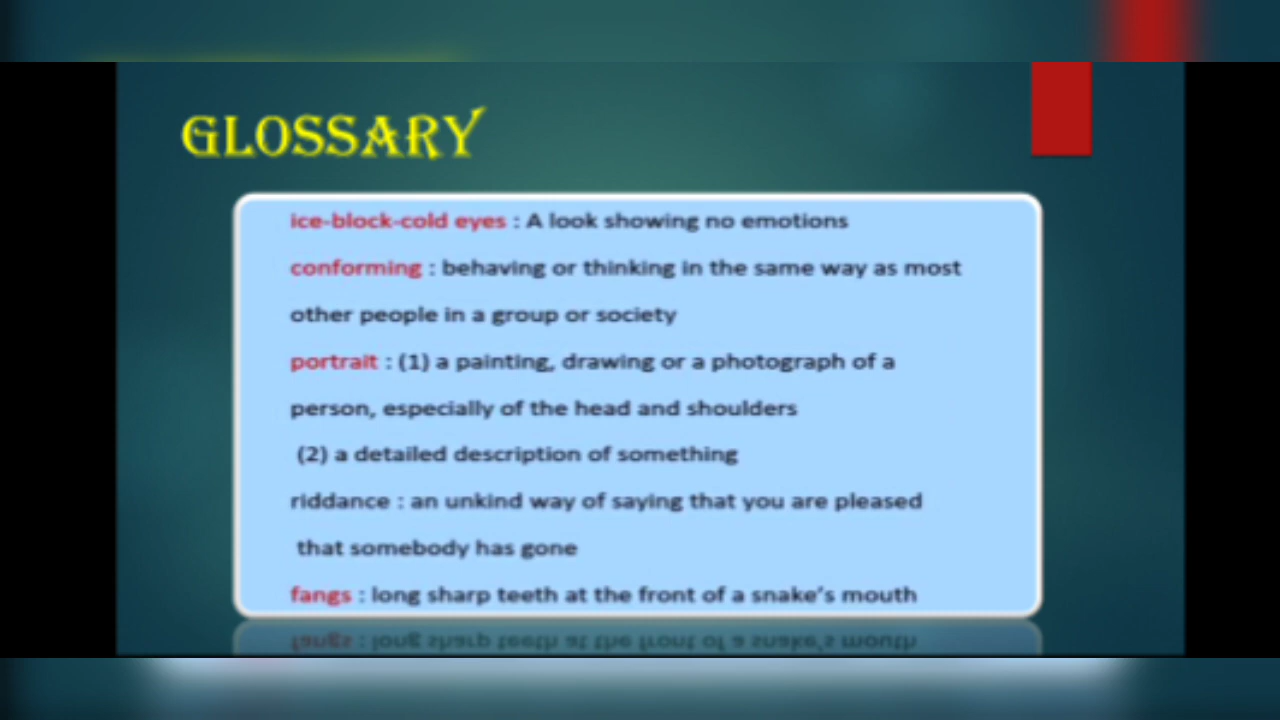 GLOSSARY
ice-block-cold eyes : A look showing no emotions
conforming : behaving or thinking in the same way as most
other people in a group or society
portrait : (1) a painting, drawing or a photograph of a
person, especially of the head and shoulders
(2) a detailed description of something
riddance : an unkind way of saying that you are pleased
that somebody has gone
fangs : long sharp teeth at the front of a snake's mouth